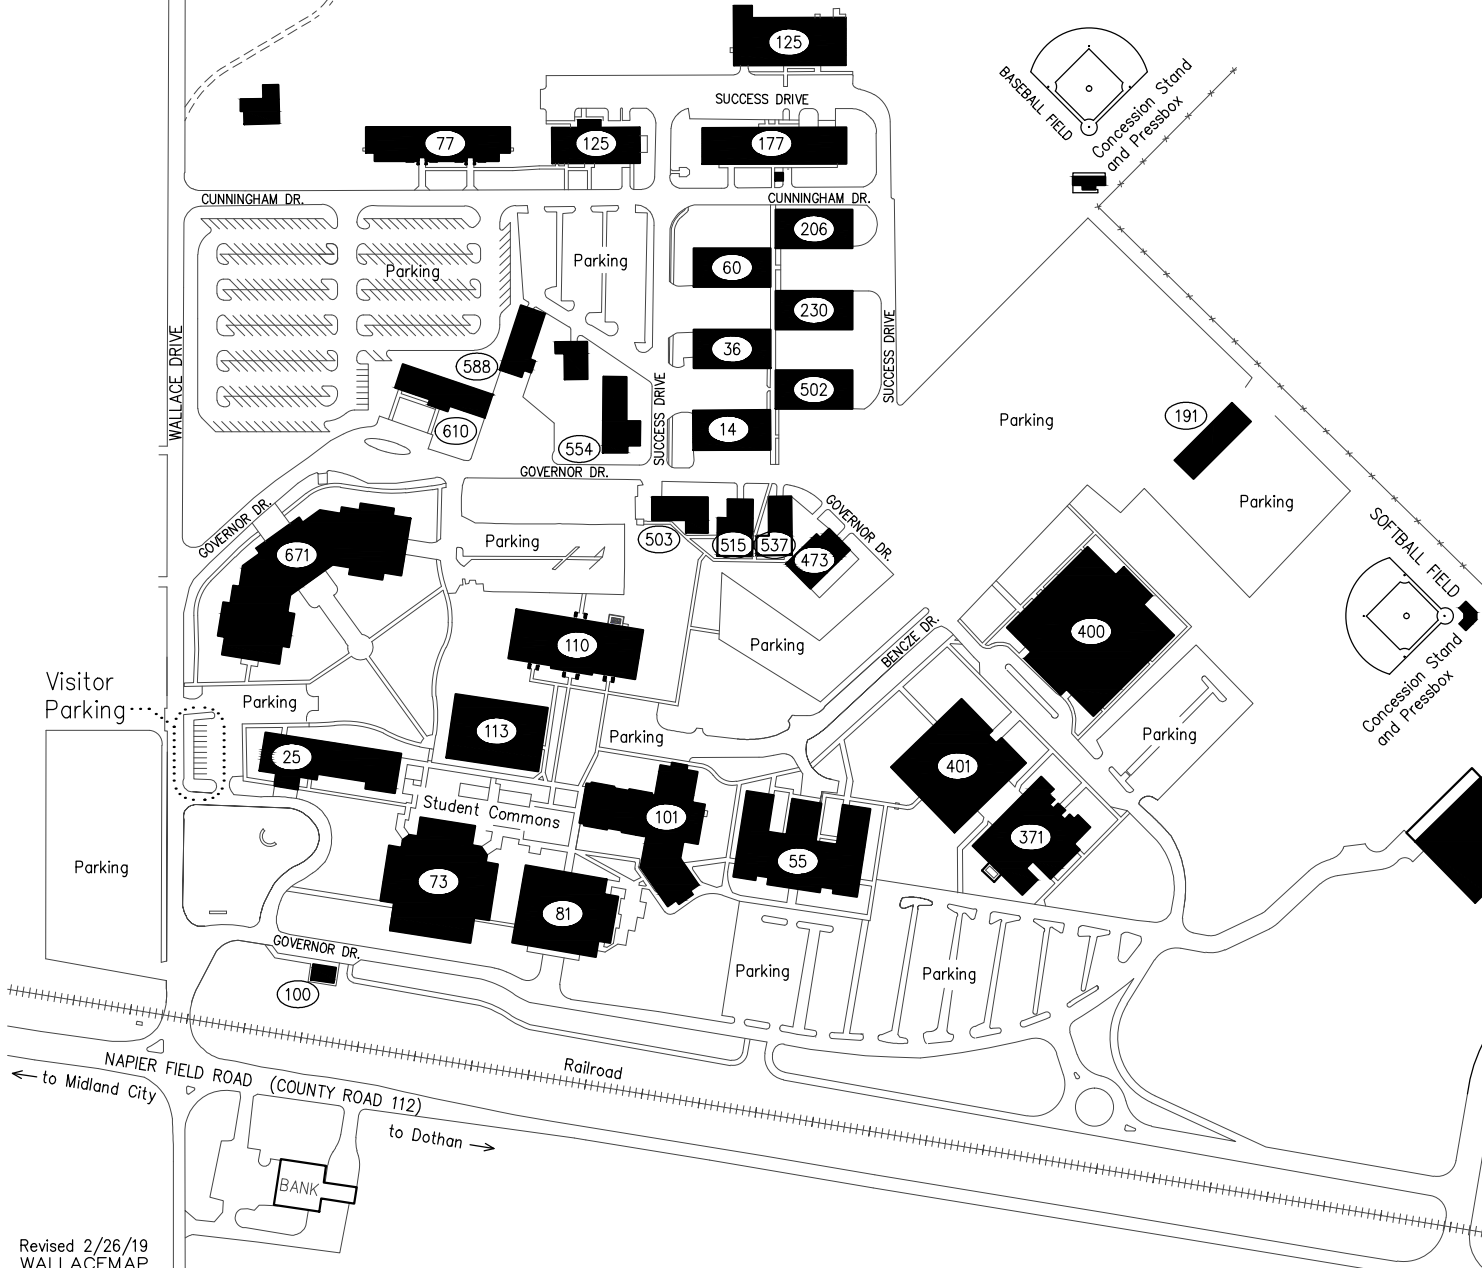 125
BASEBALL FIELD
Concession Stand
and Pressbox
SUCCESS DRIVE
77
125
177
CUNNINGHAM DR.
CUNNINGHAM DR.
206
Parking
Parking
60
230
WALLACE DRIVE
SUCCESS DRIVE
36
588
502
SUCCESS DRIVE
610
554
14
Parking
191
GOVERNOR DR.
Parking
GOVERNOR DR.
GOVERNOR DR.
671
Parking
503
515
537
473
SOFTBALL FIELD
Concession Stand
and Pressbox
110
Parking
BENCZE DR.
400
Visitor
Parking
Parking
113
Parking
Parking
25
401
Student Commons
101
371
55
Parking
73
81
GOVERNOR DR.
100
Parking
Parking
Railroad
NAPIER FIELD ROAD (COUNTY ROAD 112)
← to Midland City
to Dothan →
BANK
Revised 2/26/19
WALLACEMAP